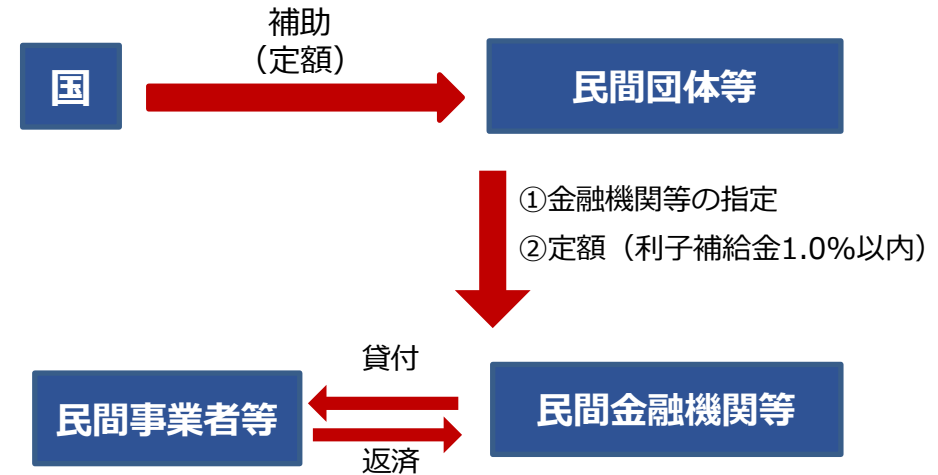 補助
（定額）
国
民間団体等
①金融機関等の指定
②定額（利子補給金1.0%以内）
貸付
民間事業者等
民間金融機関等
返済